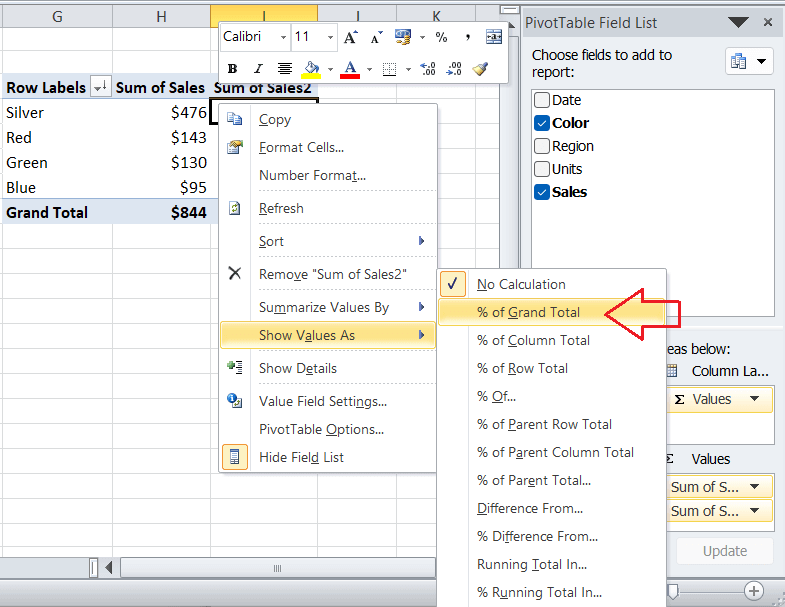 G H I J K
Calibri 11 A A % ,
B I A .00 .0
Row Labels Sum of Sales Sum of Sales2
Silver $476
Red $143
Green $130
Blue $95
Grand Total $844
Copy
Format Cells...
Number Format...
Refresh
Sort
Remove "Sum of Sales2"
Summarize Values By
Show Values As
Show Details
Value Field Settings...
PivotTable Options...
Hide Field List
No Calculation
% of Grand Total
% of Column Total
% of Row Total
% Of...
% of Parent Row Total
% of Parent Column Total
% of Parent Total...
Difference From...
% Difference From...
Running Total In...
% Running Total In...
PivotTable Field List
Choose fields to add to
report:
Date
Color
Region
Units
Sales
eas below:
Column La...
Σ Values
Σ Values
Sum of S...
Sum of S...
Update